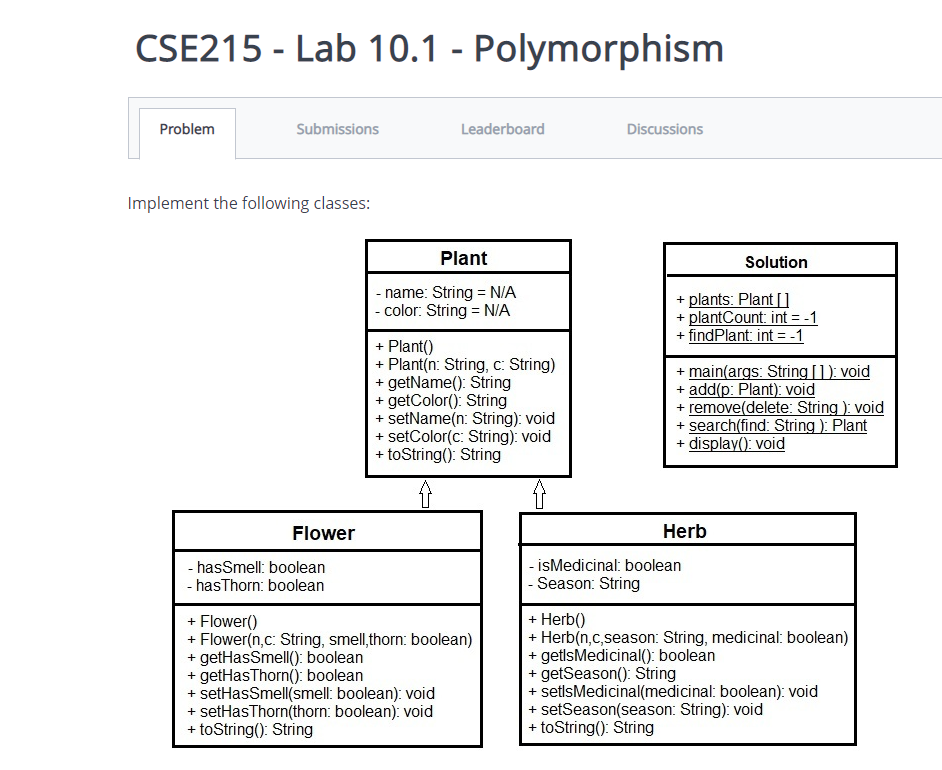 CSE215 - Lab 10.1 - Polymorphism
Problem
Submissions
Leaderboard
Discussions
Implement the following classes:
Plant
- name: String = N/A
- color: String = N/A
+ Plant()
+ Plant(n: String, c: String)
+ getName(): String
+ getColor(): String
+ setName(n: String): void
+ setColor(c: String): void
+ toString(): String
Solution
+ plants: Plant [ ]
+ plantCount: int = -1
+ findPlant: int = -1
+ main(args: String [ ] ): void
+ add(p: Plant): void
+ remove(delete: String ): void
+ search(find: String ): Plant
+ display(): void
Flower
- hasSmell: boolean
- hasThorn: boolean
+ Flower()
+ Flower(n,c: String, smell,thorn: boolean)
+ getHasSmell(): boolean
+ getHasThorn(): boolean
+ setHasSmell(smell: boolean): void
+ setHasThorn(thorn: boolean): void
+ toString(): String
Herb
- isMedicinal: boolean
- Season: String
+ Herb()
+ Herb(n,c,season: String, medicinal: boolean)
+ getIsMedicinal(): boolean
+ getSeason(): String
+ setIsMedicinal(medicinal: boolean): void
+ setSeason(season: String): void
+ toString(): String